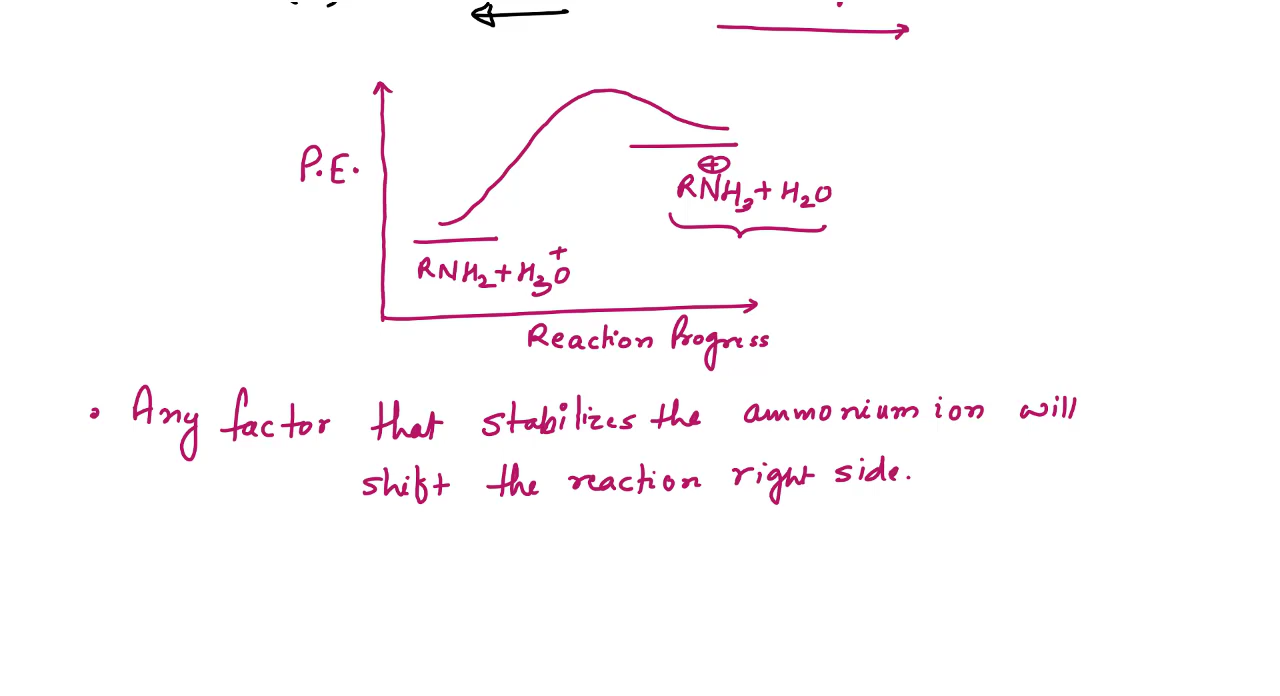 P.E.
⊕
RNH₃ + H₂O
RNH₂ + H₃O⁺
Reaction Progress
• Any factor that stabilizes the ammonium ion will
shift the reaction right side.